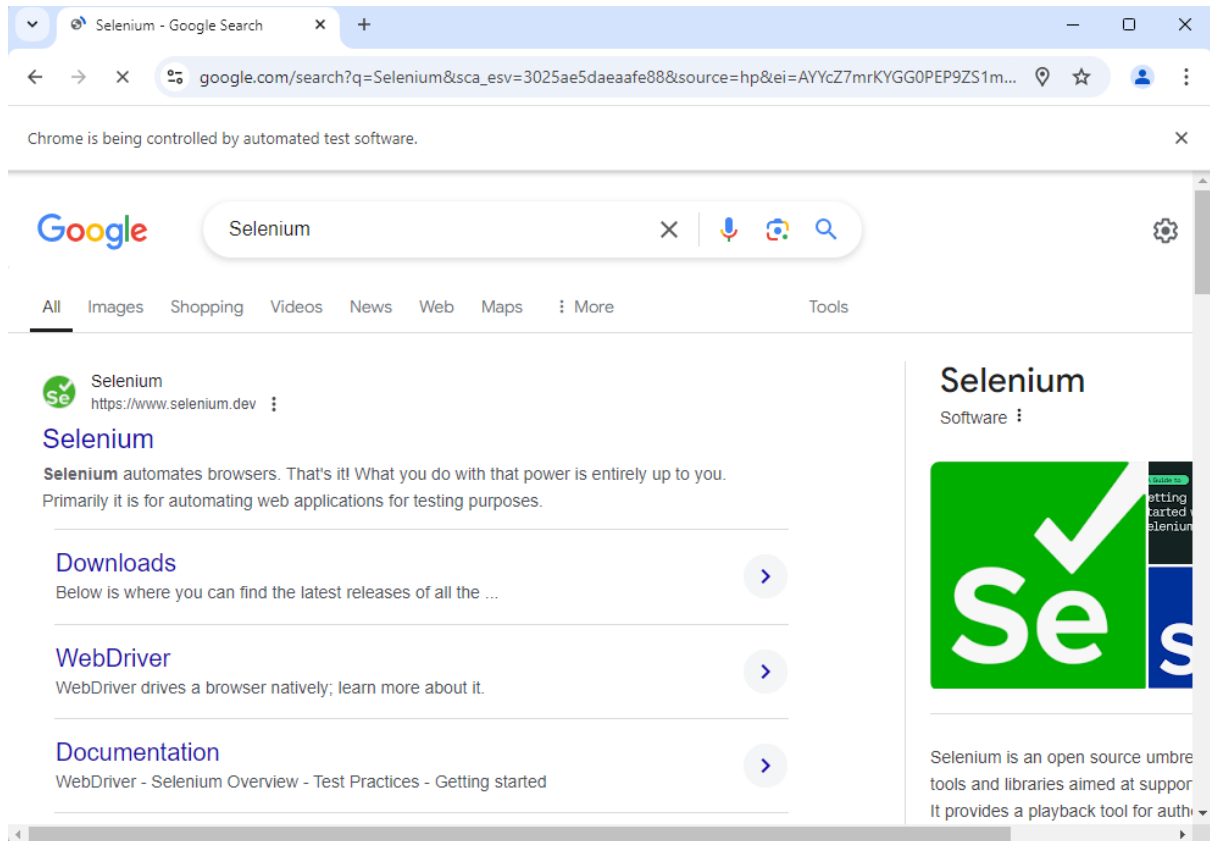 Selenium - Google Search
google.com/search?q=Selenium&sca_esv=3025ae5daeaafe88&source=hp&ei=AYYcZ7mrKYGG0PEP9ZS1m...
Chrome is being controlled by automated test software.
Google
Selenium
All Images Shopping Videos News Web Maps More Tools
Se
Selenium
https://www.selenium.dev
Selenium
Selenium automates browsers. That's it! What you do with that power is entirely up to you.
Primarily it is for automating web applications for testing purposes.
Downloads
Below is where you can find the latest releases of all the ...
WebDriver
WebDriver drives a browser natively; learn more about it.
Documentation
WebDriver - Selenium Overview - Test Practices - Getting started
Selenium
Software
Se
Guide to
etting
tarted
elenium
S
Selenium is an open source umbre
tools and libraries aimed at suppor
It provides a playback tool for auth